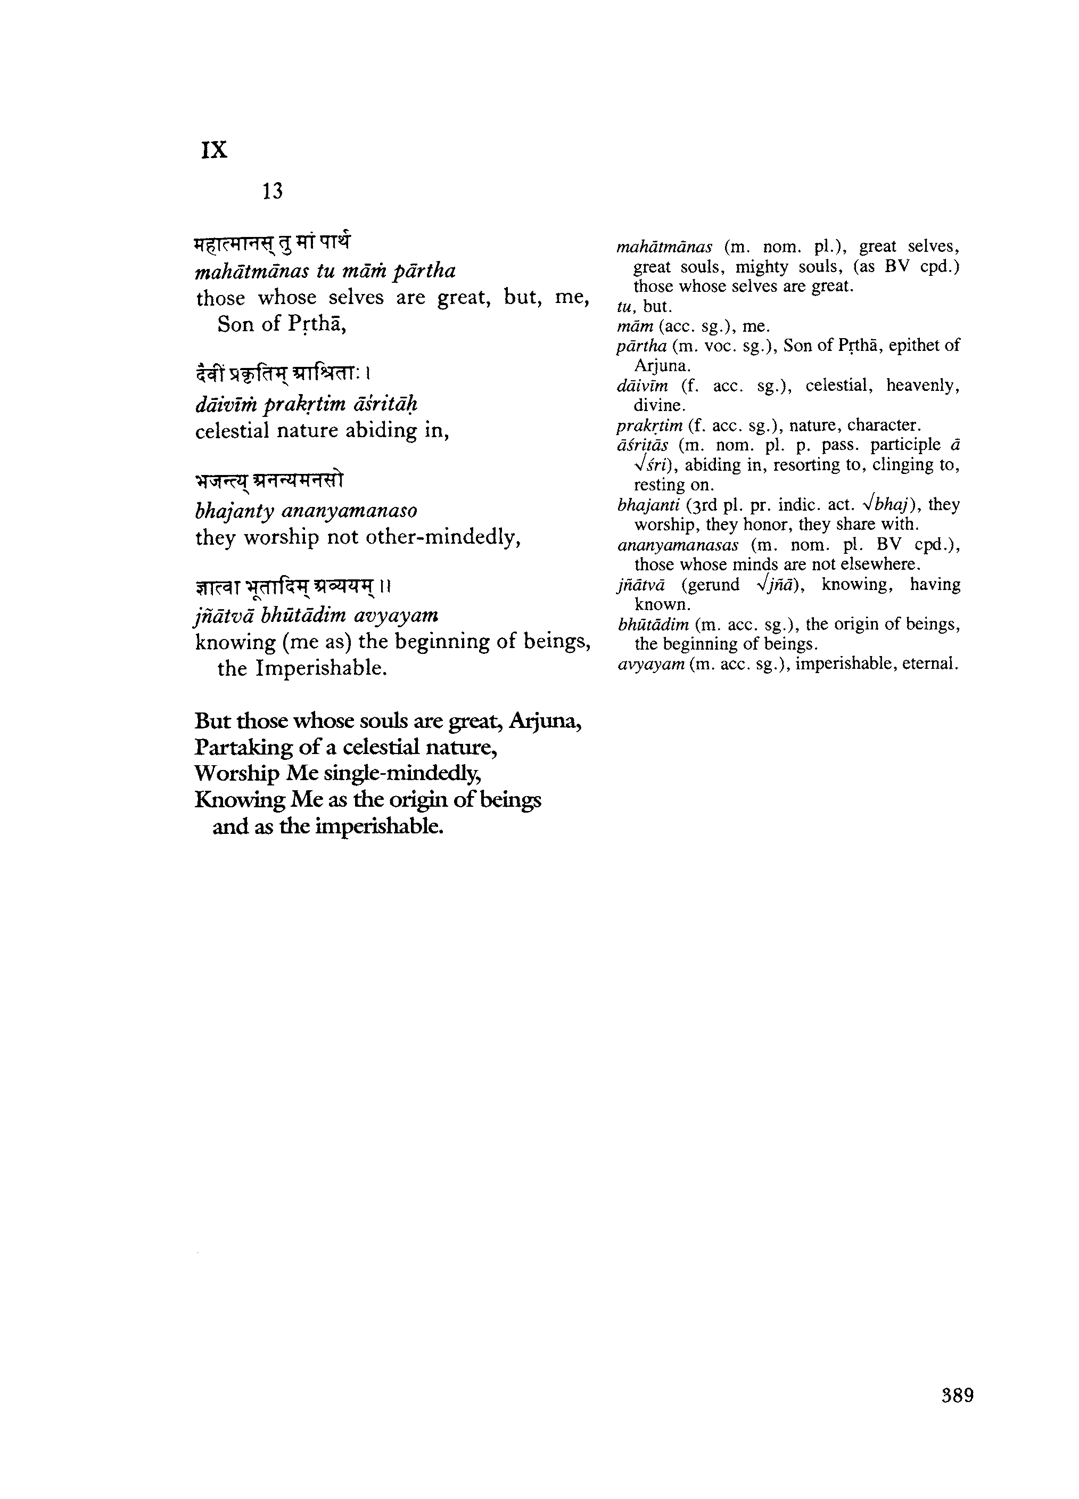 IX
13
महात्मानस् तु मां पार्थ
mahātmānas tu māṁ pārtha
those whose selves are great, but, me,
Son of Pṛthā,
दैवीं प्रकृतिम् आश्रिताः ।
dāivīṁ prakṛtim āśritāḥ
celestial nature abiding in,
भजन्त्य् अनन्यमनसो
bhajanty ananyamanaso
they worship not other-mindedly,
ज्ञात्वा भूतादिम् अव्ययम् ।।
jñātvā bhūtādim avyayam
knowing (me as) the beginning of beings,
the Imperishable.
But those whose souls are great, Arjuna,
Partaking of a celestial nature,
Worship Me single-mindedly,
Knowing Me as the origin of beings
and as the imperishable.
mahātmānas (m. nom. pl.), great selves,
great souls, mighty souls, (as BV cpd.)
those whose selves are great.
tu, but.
mām (acc. sg.), me.
pārtha (m. voc. sg.), Son of Pṛthā, epithet of
Arjuna.
dāivīm (f. acc. sg.), celestial, heavenly,
divine.
prakṛtim (f. acc. sg.), nature, character.
āśritās (m. nom. pl. p. pass. participle ā
√śri), abiding in, resorting to, clinging to,
resting on.
bhajanti (3rd pl. pr. indic. act. √bhaj), they
worship, they honor, they share with.
ananyamanasas (m. nom. pl. BV cpd.),
those whose minds are not elsewhere.
jñātvā (gerund √jñā), knowing, having
known.
bhūtādim (m. acc. sg.), the origin of beings,
the beginning of beings.
avyayam (m. acc. sg.), imperishable, eternal.
389